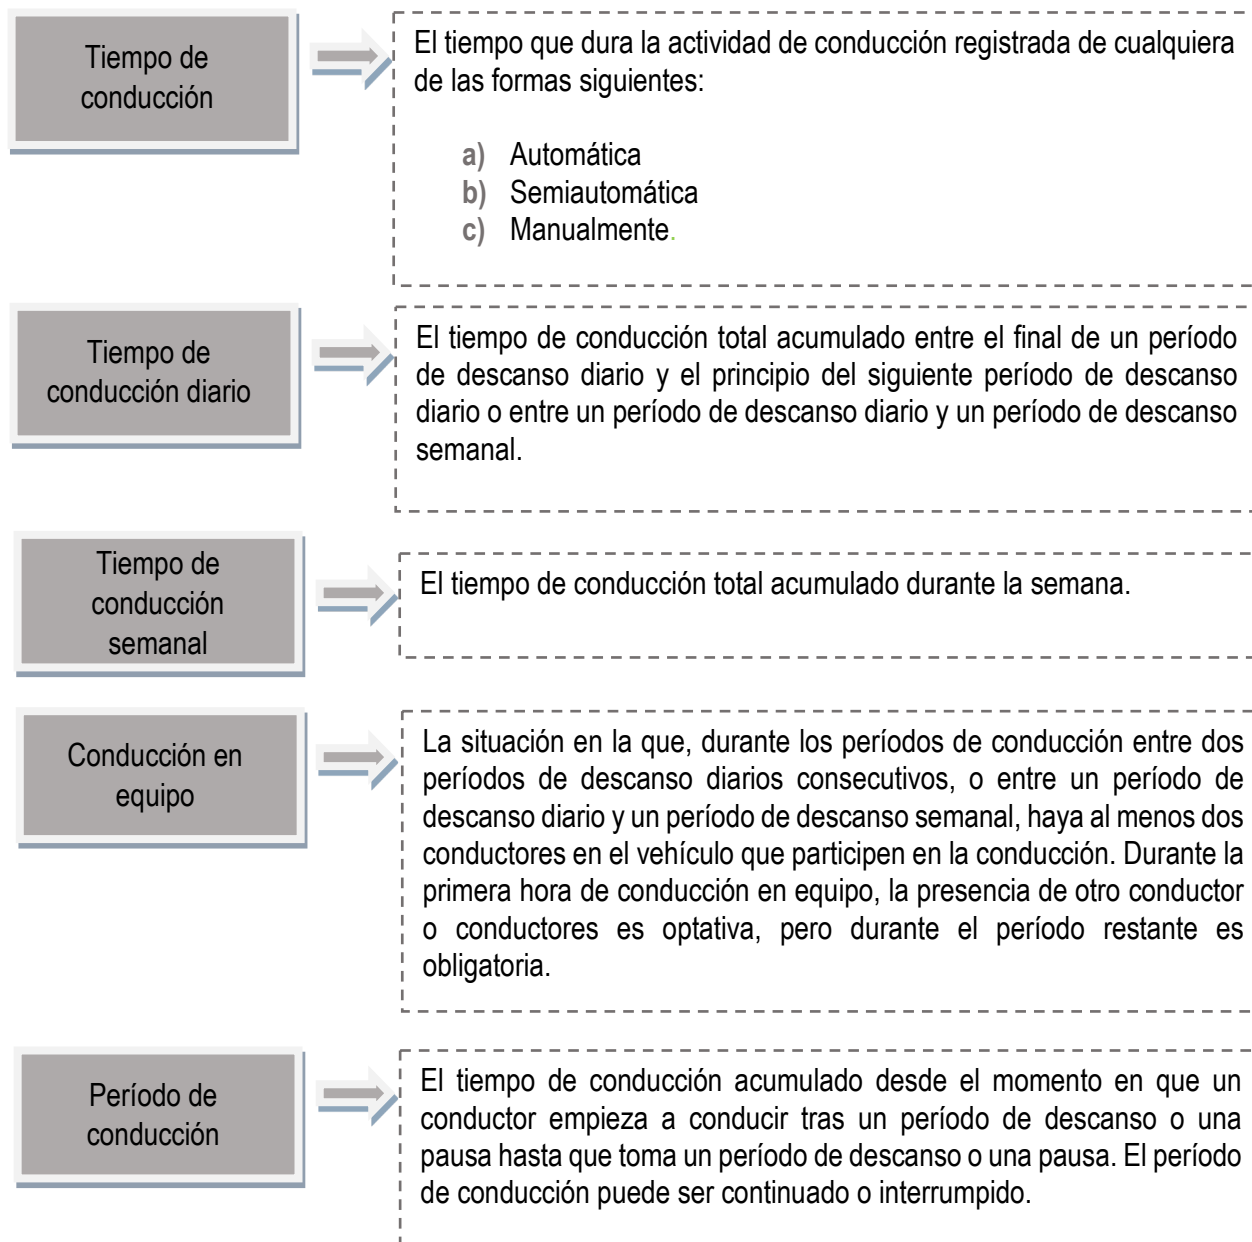 Tiempo de
conducción
El tiempo que dura la actividad de conducción registrada de cualquiera
de las formas siguientes:
a) Automática
b) Semiautomática
c) Manualmente.
Tiempo de
conducción diario
El tiempo de conducción total acumulado entre el final de un período
de descanso diario y el principio del siguiente período de descanso
diario o entre un período de descanso diario y un período de descanso
semanal.
Tiempo de
conducción
semanal
El tiempo de conducción total acumulado durante la semana.
Conducción en
equipo
La situación en la que, durante los períodos de conducción entre dos
períodos de descanso diarios consecutivos, o entre un período de
descanso diario y un período de descanso semanal, haya al menos dos
conductores en el vehículo que participen en la conducción. Durante la
primera hora de conducción en equipo, la presencia de otro conductor
o conductores es optativa, pero durante el período restante es
obligatoria.
Período de
conducción
El tiempo de conducción acumulado desde el momento en que un
conductor empieza a conducir tras un período de descanso o una
pausa hasta que toma un período de descanso o una pausa. El período
de conducción puede ser continuado o interrumpido.